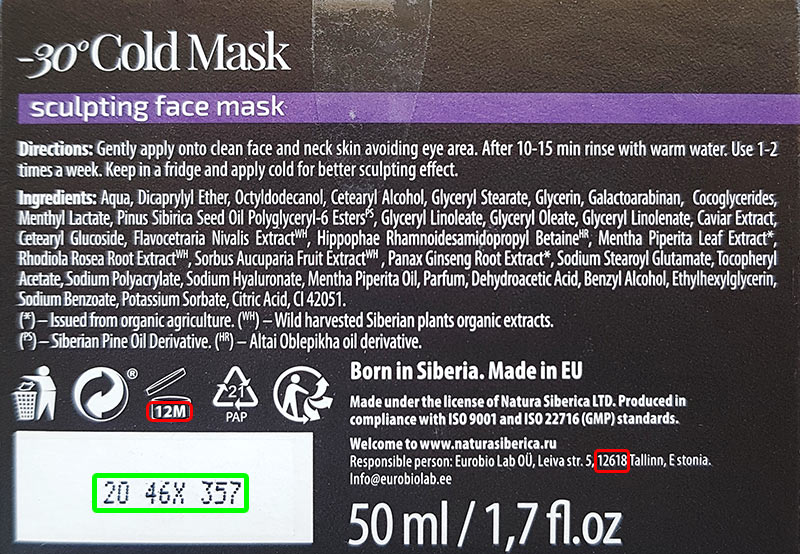 -30° Cold Mask
sculpting face mask
Directions: Gently apply onto clean face and neck skin avoiding eye area. After 10-15 min rinse with warm water. Use 1-2
times a week. Keep in a fridge and apply cold for better sculpting effect.
Ingredients: Aqua, Dicaprylyl Ether, Octyldodecanol, Cetearyl Alcohol, Glyceryl Stearate, Glycerin, Galactoarabinan, Cocoglycerides,
Menthyl Lactate, Pinus Sibirica Seed Oil Polyglyceryl-6 Esters PS, Glyceryl Linoleate, Glyceryl Oleate, Glyceryl Linolenate, Caviar Extract,
Cetearyl Glucoside, Flavocetraria Nivalis Extract WH, Hippophae Rhamnoidesamidopropyl Betaine HR, Mentha Piperita Leaf Extract*,
Rhodiola Rosea Root Extract WH, Sorbus Aucuparia Fruit Extract WH, Panax Ginseng Root Extract*, Sodium Stearoyl Glutamate, Tocopheryl
Acetate, Sodium Polyacrylate, Sodium Hyaluronate, Mentha Piperita Oil, Parfum, Dehydroacetic Acid, Benzyl Alcohol, Ethylhexylglycerin,
Sodium Benzoate, Potassium Sorbate, Citric Acid, CI 42051.
(*) – Issued from organic agriculture. (WH) – Wild harvested Siberian plants organic extracts.
(PS) – Siberian Pine Oil Derivative. (HR) – Altai Oblepikha oil derivative.
®
12M
21
PAP
Born in Siberia. Made in EU
Made under the license of Natura Siberica LTD. Produced in
compliance with ISO 9001 and ISO 22716 (GMP) standards.
Welcome to www.naturasiberica.ru
Responsible person: Eurobio Lab OÜ, Leiva str. 5, 12618 Tallinn, E stonia.
Info@eurobiolab.ee
20 46X 357
50 ml / 1,7 fl.oz